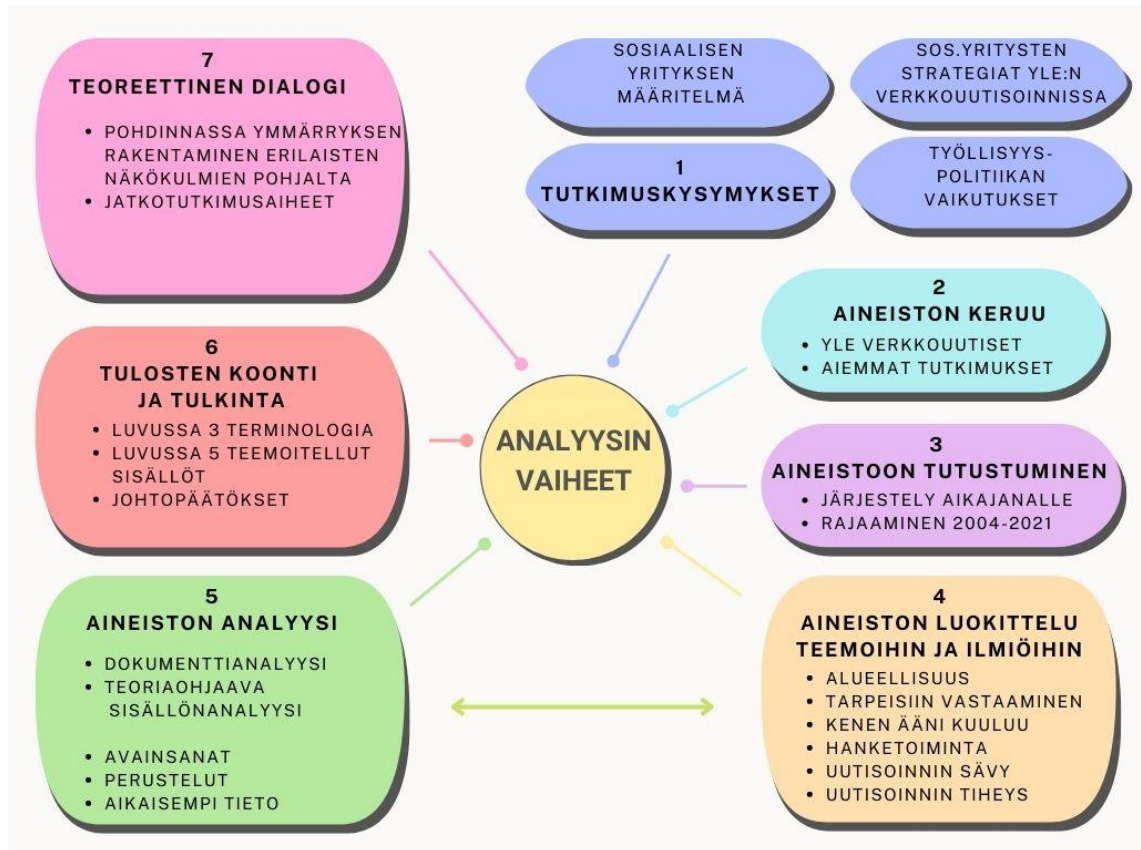 7
TEOREETTINEN DIALOGI
• POHDINNASSA YMMÄRRYKSEN
RAKENTAMINEN ERILAISTEN
NÄKÖKULMIEN POHJALTA
• JATKOTUTKIMUSAIHEET
SOSIAALISEN
YRITYKSEN
MÄÄRITELMÄ
SOS.YRITYSTEN
STRATEGIAT YLE:N
VERKKOUUTISOINNISSA
1
TUTKIMUSKYSYMYKSET
TYÖLLISYYS-
POLITIIKAN
VAIKUTUKSET
2
AINEISTON KERUU
• YLE VERKKOUUTISET
• AIEMMAT TUTKIMUKSET
6
TULOSTEN KOONTI
JA TULKINTA
• LUVUSSA 3 TERMINOLOGIA
• LUVUSSA 5 TEEMOITELLUT
SISÄLLÖT
• JOHTOPÄÄTÖKSET
ANALYYSIN
VAIHEET
3
AINEISTOON TUTUSTUMINEN
• JÄRJESTELY AIKAJANALLE
• RAJAAMINEN 2004-2021
5
AINEISTON ANALYYSI
• DOKUMENTTIANALYYSI
• TEORIAOHJAAVA
SISÄLLÖNANALYYSI
• AVAINSANAT
• PERUSTELUT
• AIKAISEMPI TIETO
4
AINEISTON LUOKITTELU
TEEMOIHIN JA ILMIÖIHIN
• ALUEELLISUUS
• TARPEISIIN VASTAAMINEN
• KENEN ÄÄNI KUULUU
• HANKETOIMINTA
• UUTISOINNIN SÄVY
• UUTISOINNIN TIHEYS